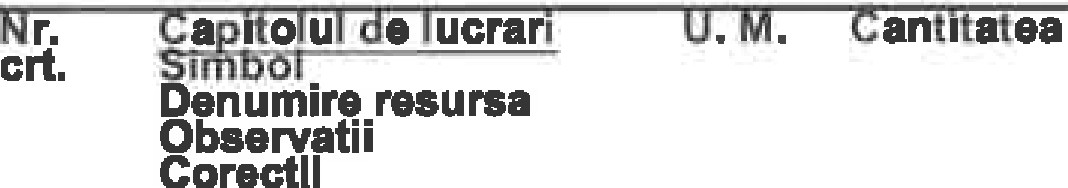 Nr. Capitolul de lucrari U. M. Cantitatea
crt. Simbol
Denumire resursa
Observatii
Corectii